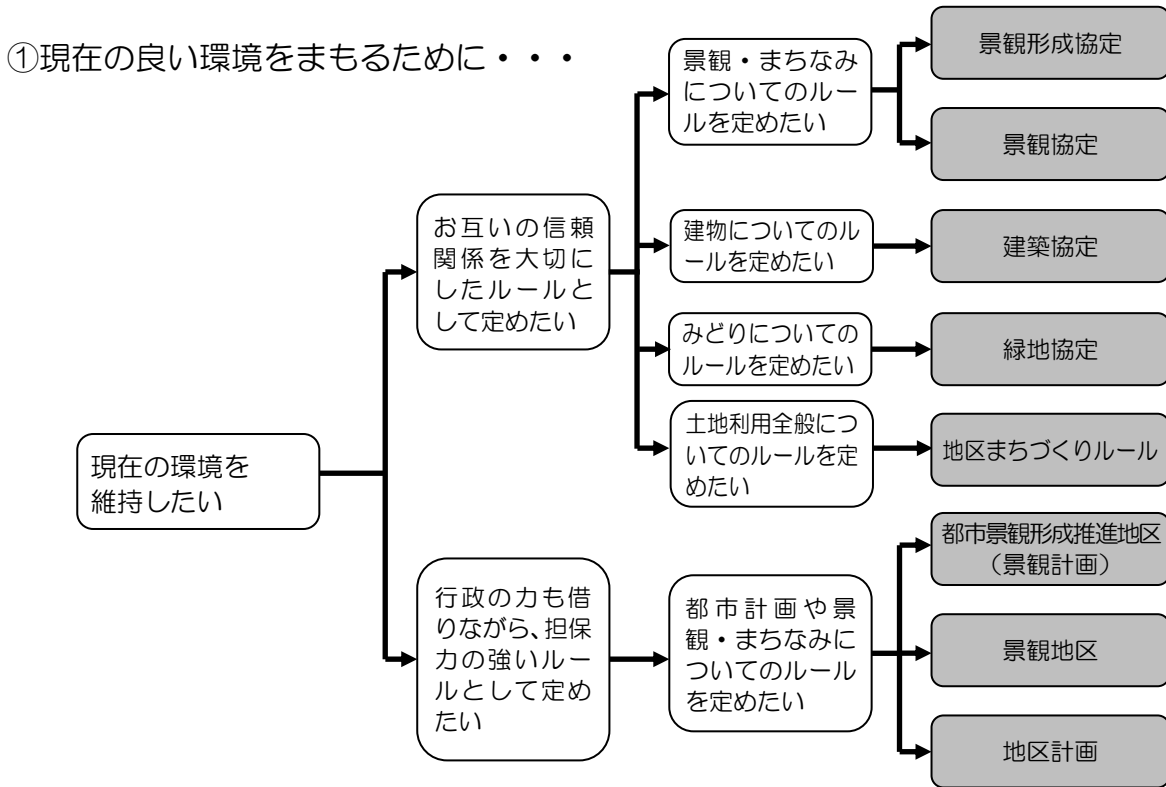 ①現在の良い環境をまもるために・・・
現在の環境を
維持したい
お互いの信頼
関係を大切に
したルールと
して定めたい
景観・まちなみ
についてのルー
ルを定めたい
景観形成協定
景観協定
建物についてのル
ールを定めたい
建築協定
みどりについての
ルールを定めたい
緑地協定
土地利用全般につ
いてのルールを定
めたい
地区まちづくりルール
行政の力も借
りながら、担保
力の強いルー
ルとして定め
たい
都市計画や景
観・まちなみに
ついてのルール
を定めたい
都市景観形成推進地区
（景観計画）
景観地区
地区計画